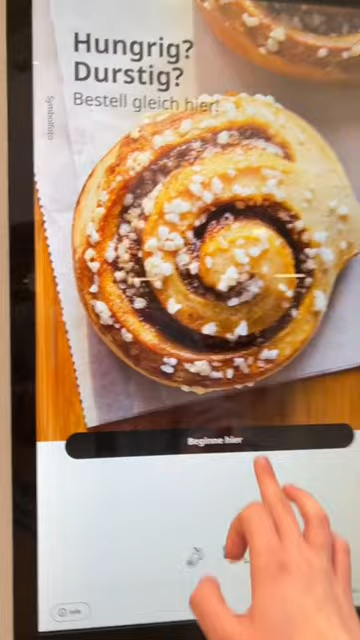 Hungrig?
Durstig?
Bestell gleich hier!
Symbolfoto
Beginne hier